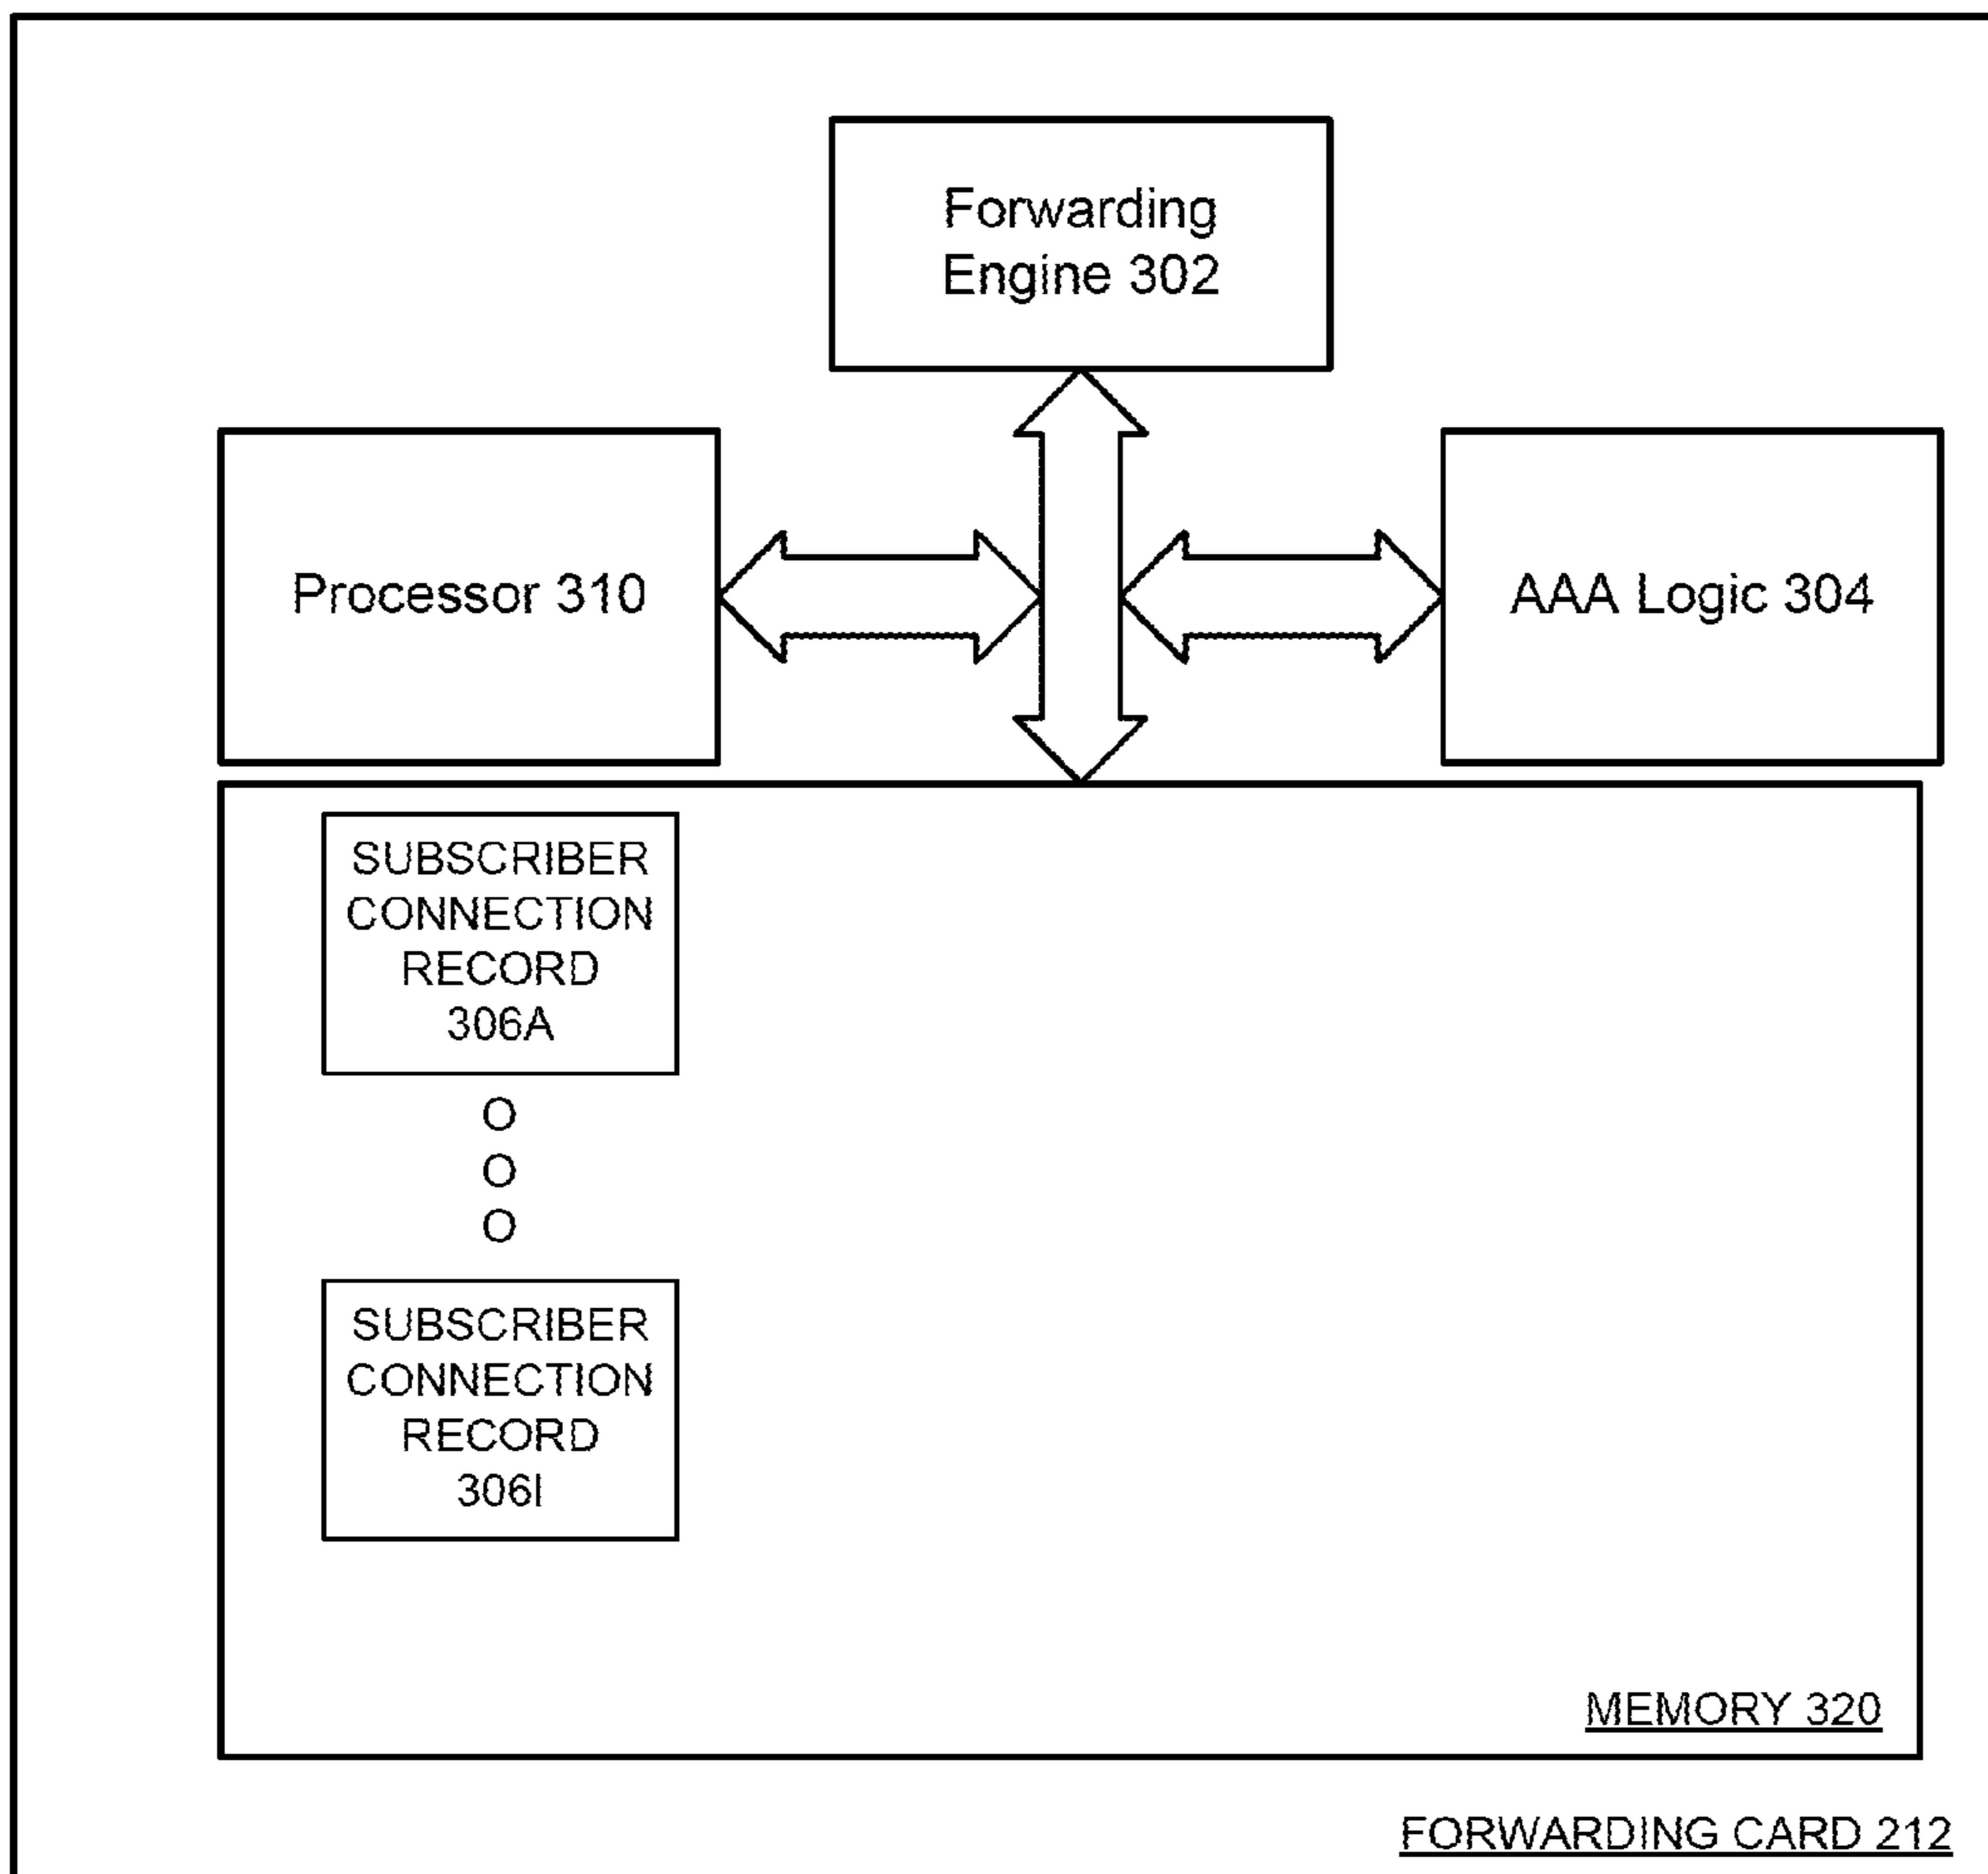 Forwarding
Engine 302
Processor 310
AAA Logic 304
SUBSCRIBER
CONNECTION
RECORD
306A
O
O
O
SUBSCRIBER
CONNECTION
RECORD
306I
MEMORY 320
FORWARDING CARD 212